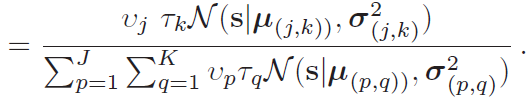 = \frac{\upsilon_j \ \tau_k \mathcal{N}(\mathbf{s}|\boldsymbol{\mu}_{(j,k))}, \boldsymbol{\sigma}^2_{(j,k)})}{\sum_{p=1}^{J} \sum_{q=1}^{K} \upsilon_p \tau_q \mathcal{N}(\mathbf{s}|\boldsymbol{\mu}_{(p,q))}, \boldsymbol{\sigma}^2_{(p,q)})} .